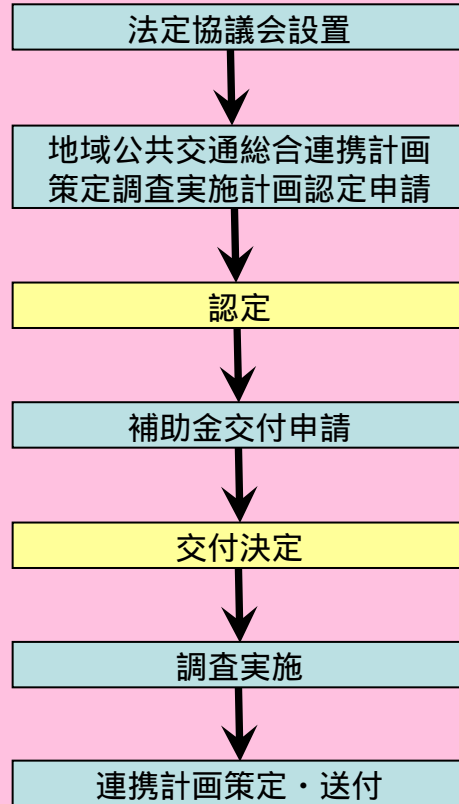 法定協議会設置
地域公共交通総合連携計画
策定調査実施計画認定申請
認定
補助金交付申請
交付決定
調査実施
連携計画策定・送付